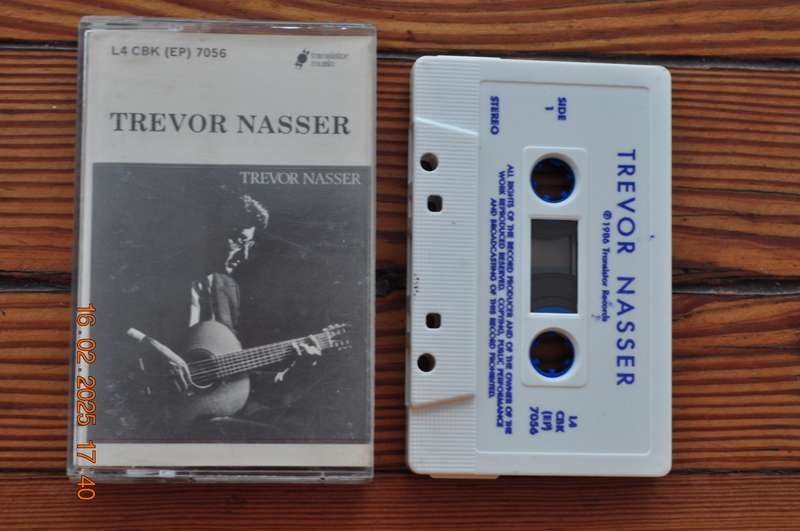 L4 CBK (EP) 7056
transistor
music
TREVOR NASSER
TREVOR NASSER
16.02.2025 17:40
SIDE
1
STEREO
TREVOR NASSER
℗ 1986 Transistor Records
ALL RIGHTS OF THE RECORD PRODUCER AND OF THE OWNER OF THE
WORK REPRODUCED RESERVED. COPYING, PUBLIC PERFORMANCE
AND BROADCASTING OF THIS RECORD PROHIBITED.
L4
CBK
(EP)
7056